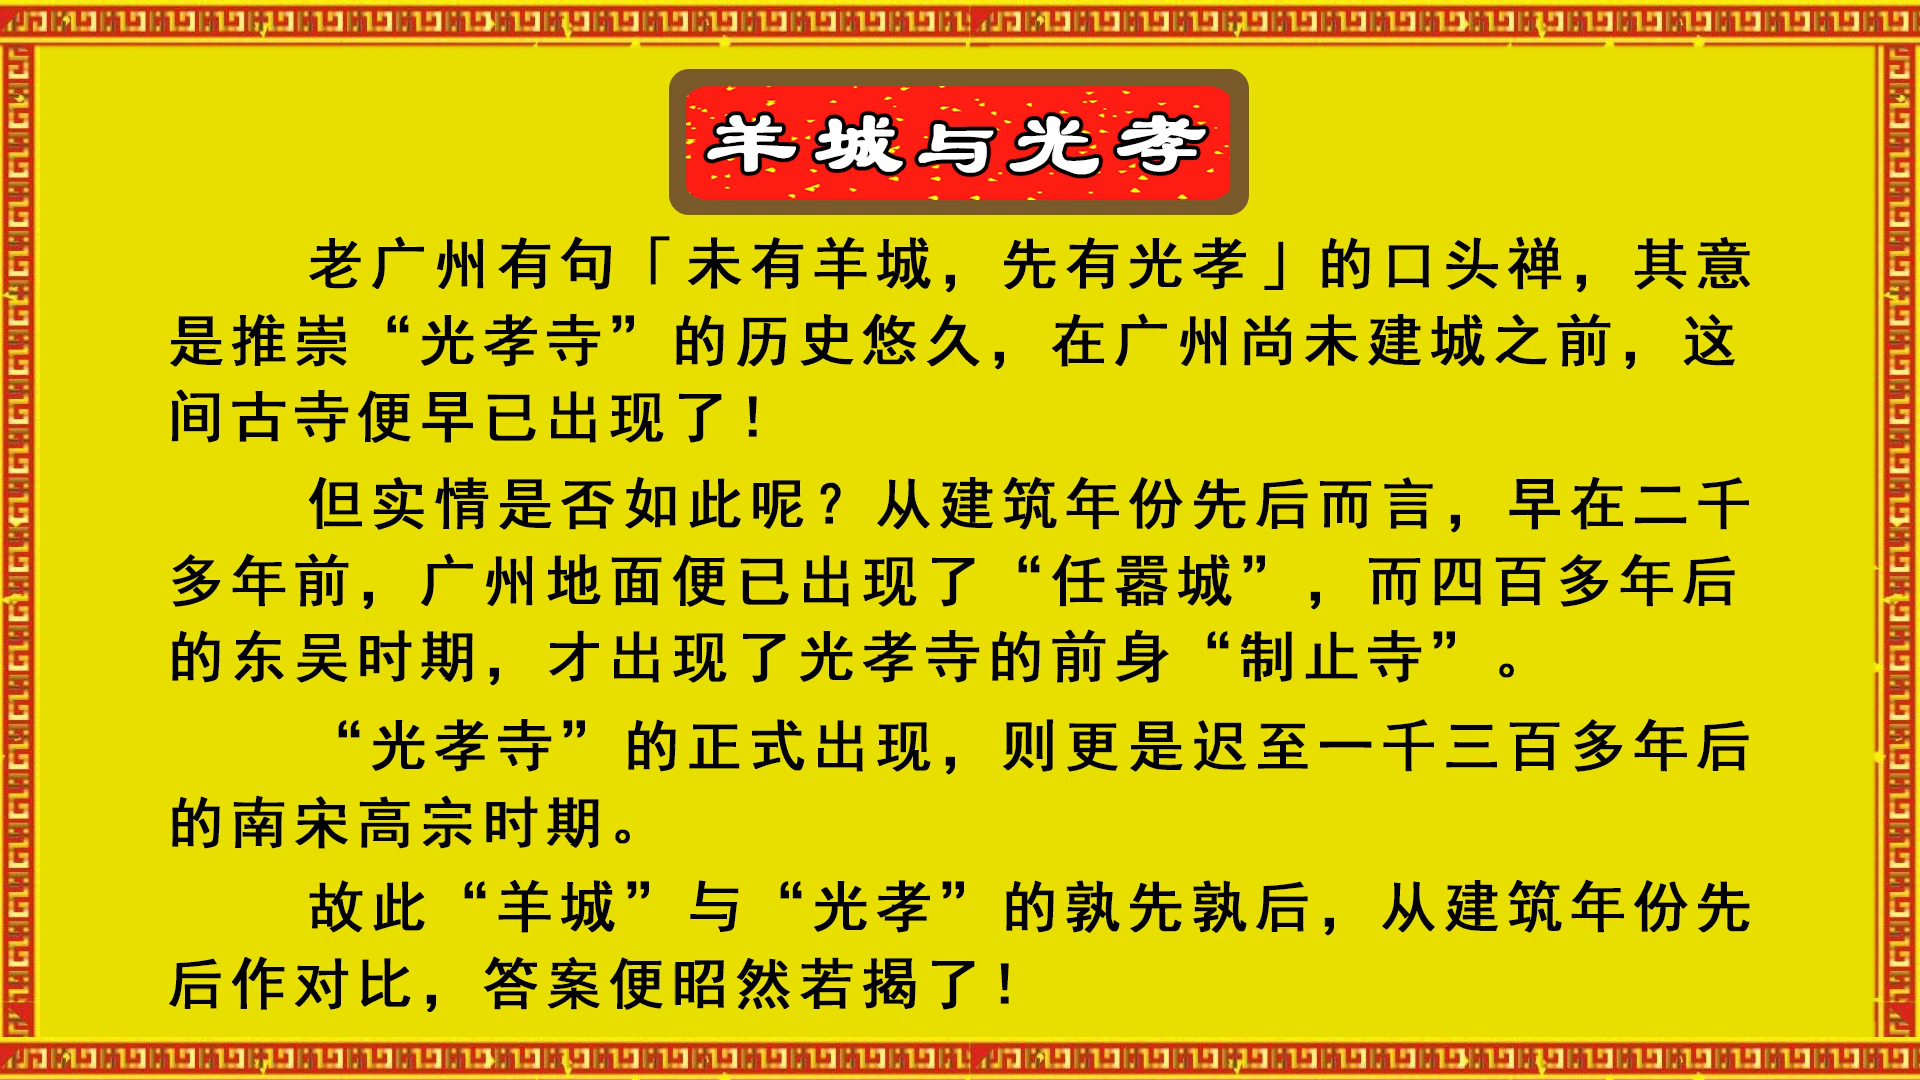 羊城与光孝
老广州有句「未有羊城，先有光孝」的口头禅，其意
是推崇“光孝寺”的历史悠久，在广州尚未建城之前，这
间古寺便早已出现了！
但实情是否如此呢？从建筑年份先后而言，早在二千
多年前，广州地面便已出现了“任嚣城”，而四百多年后
的东吴时期，才出现了光孝寺的前身“制止寺”。
“光孝寺”的正式出现，则更是迟至一千三百多年后
的南宋高宗时期。
故此“羊城”与“光孝”的孰先孰后，从建筑年份先
后作对比，答案便昭然若揭了！